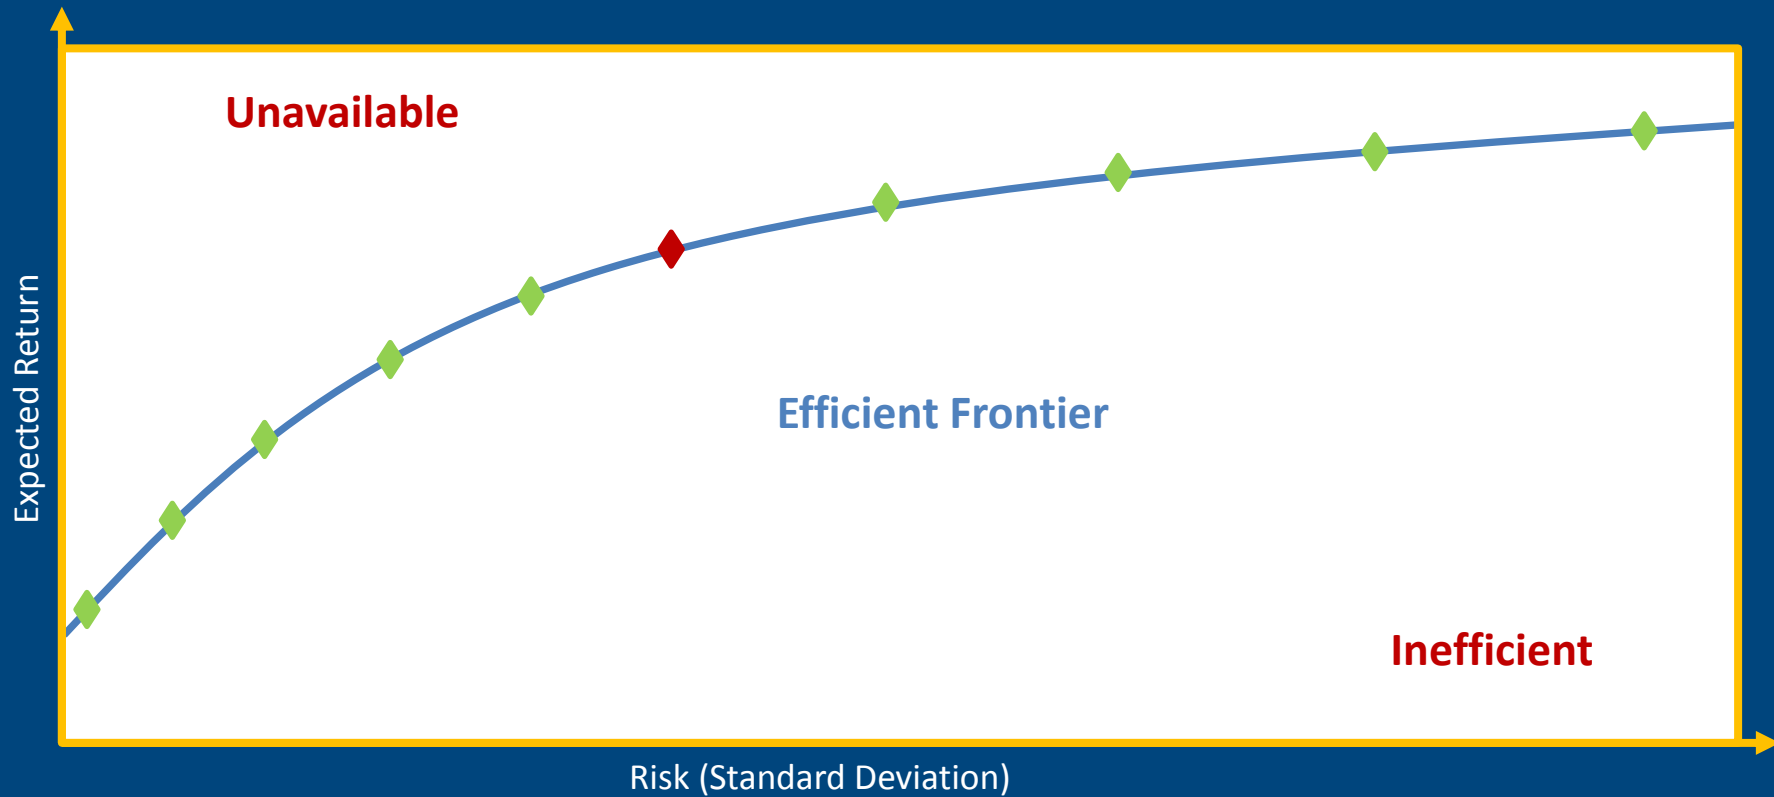 Unavailable
Expected Return
Efficient Frontier
Inefficient
Risk (Standard Deviation)